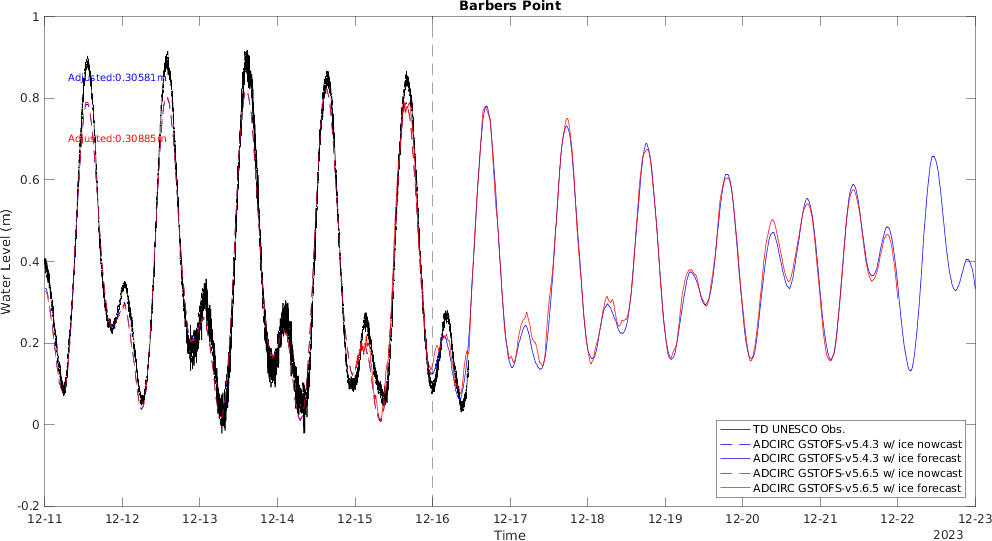 Barbers Point
Water Level (m)
1
0.8
0.6
0.4
0.2
0
-0.2
Adjusted:0.30581m
Adjusted:0.30885m
TD UNESCO Obs.
ADCIRC GSTOFS-v5.4.3 w/ ice nowcast
ADCIRC GSTOFS-v5.4.3 w/ ice forecast
ADCIRC GSTOFS-v5.6.5 w/ ice nowcast
ADCIRC GSTOFS-v5.6.5 w/ ice forecast
12-11 12-12 12-13 12-14 12-15 12-16 12-17 12-18 12-19 12-20 12-21 12-22 12-23
Time
2023